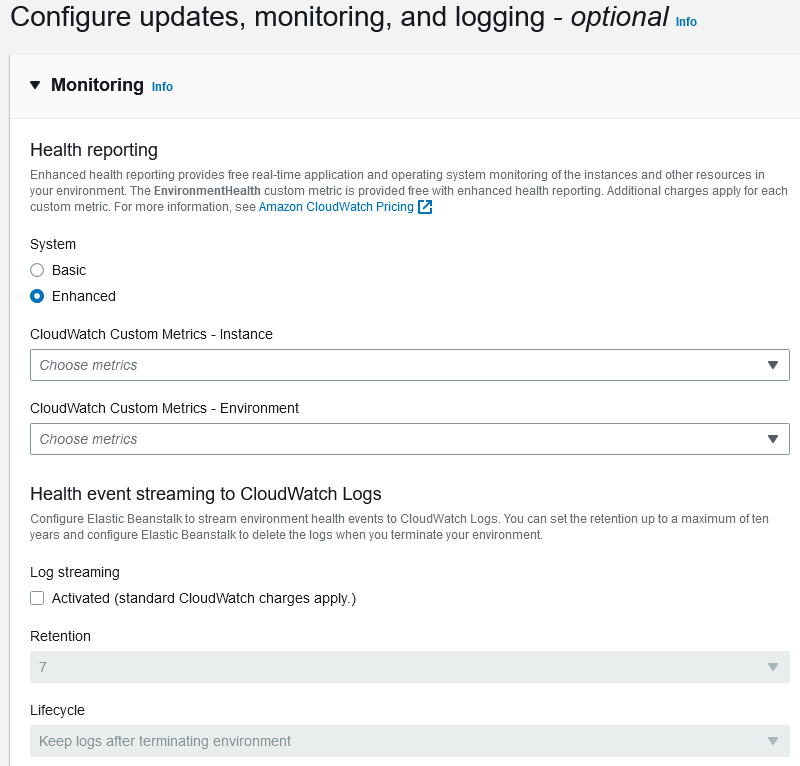 Configure updates, monitoring, and logging - optional Info
Monitoring Info
Health reporting
Enhanced health reporting provides free real-time application and operating system monitoring of the instances and other resources in
your environment. The EnvironmentHealth custom metric is provided free with enhanced health reporting. Additional charges apply for each
custom metric. For more information, see Amazon CloudWatch Pricing
System
Basic
Enhanced
CloudWatch Custom Metrics - Instance
Choose metrics
CloudWatch Custom Metrics - Environment
Choose metrics
Health event streaming to CloudWatch Logs
Configure Elastic Beanstalk to stream environment health events to CloudWatch Logs. You can set the retention up to a maximum of ten
years and configure Elastic Beanstalk to delete the logs when you terminate your environment.
Log streaming
Activated (standard CloudWatch charges apply.)
Retention
7
Lifecycle
Keep logs after terminating environment